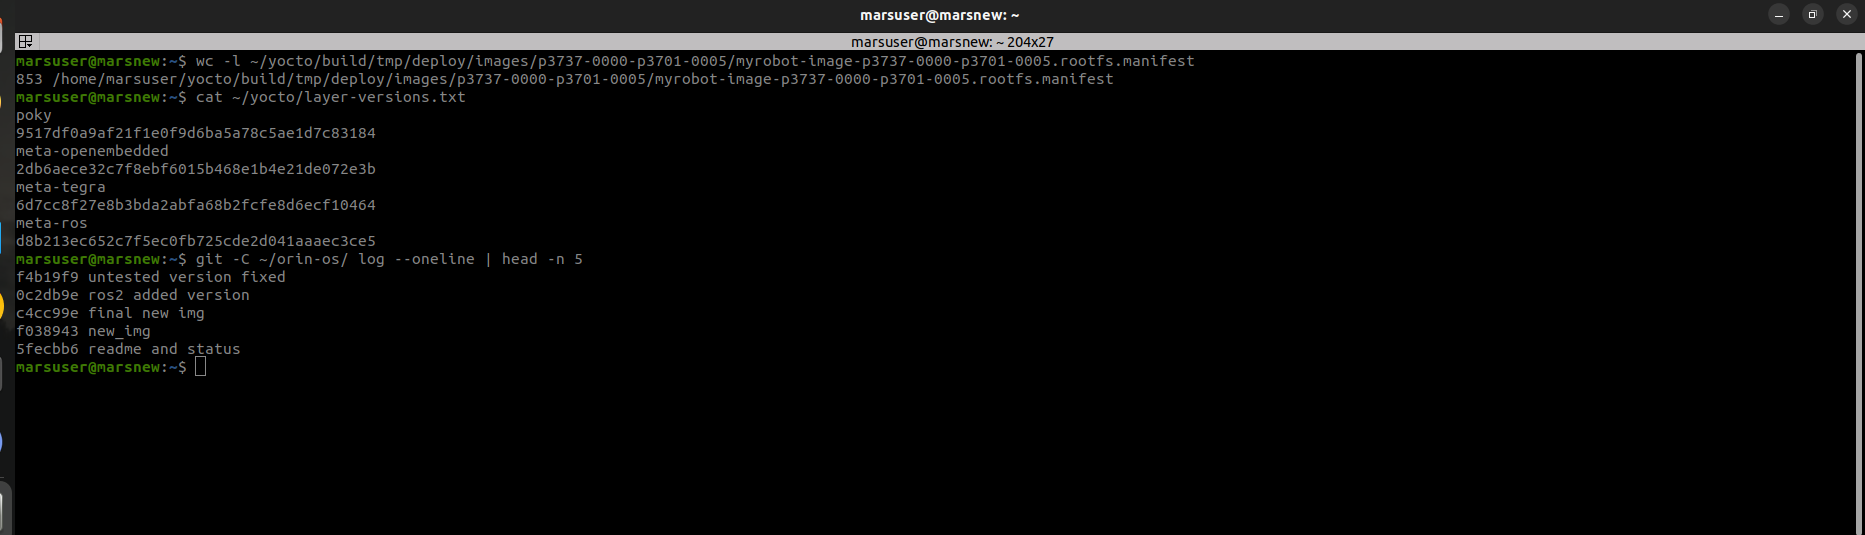 marsuser@marsnew: ~
marsuser@marsnew: ~ 204x27
marsuser@marsnew:~$ wc -l ~/yocto/build/tmp/deploy/images/p3737-0000-p3701-0005/myrobot-image-p3737-0000-p3701-0005.rootfs.manifest
853 /home/marsuser/yocto/build/tmp/deploy/images/p3737-0000-p3701-0005/myrobot-image-p3737-0000-p3701-0005.rootfs.manifest
marsuser@marsnew:~$ cat ~/yocto/layer-versions.txt
poky
9517df0a9af21f1e0f9d6ba5a78c5ae1d7c83184
meta-openembedded
2db6aece32c7f8ebf6015b468e1b4e21de072e3b
meta-tegra
6d7cc8f27e8b3bda2abfa68b2fcfe8d6ecf10464
meta-ros
d8b213ec652c7f5ec0fb725cde2d041aaaec3ce5
marsuser@marsnew:~$ git -C ~/orin-os/ log --oneline | head -n 5
f4b19f9 untested version fixed
0c2db9e ros2 added version
c4cc99e final new img
f038943 new_img
5fecbb6 readme and status
marsuser@marsnew:~$